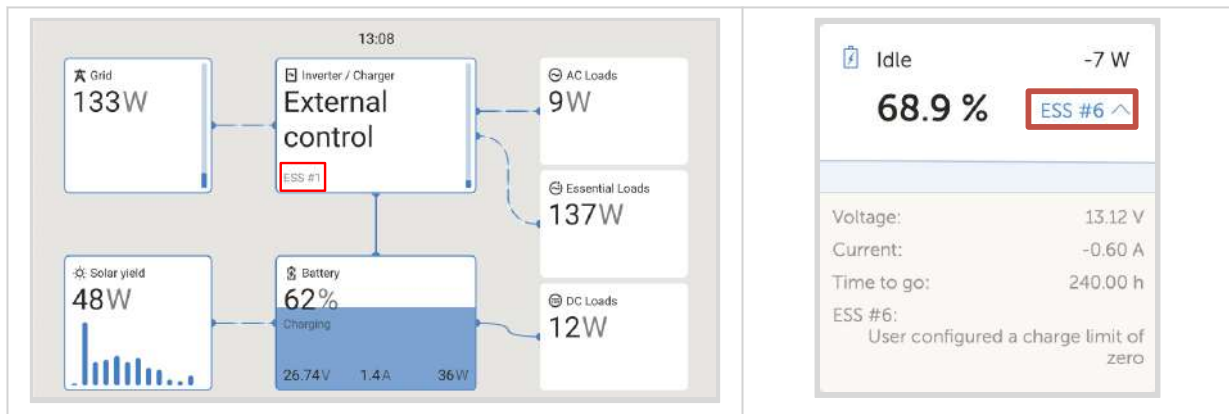 13:08
Grid
133W
Inverter / Charger
External
control
ESS #1
AC Loads
9W
Essential Loads
137W
Solar yield
48W
Battery
62%
Charging
26.74V 1.4A 36W
DC Loads
12W
Idle -7 W
68.9 % ESS #6
Voltage: 13.12 V
Current: -0.60 A
Time to go: 240.00 h
ESS #6:
User configured a charge limit of
zero